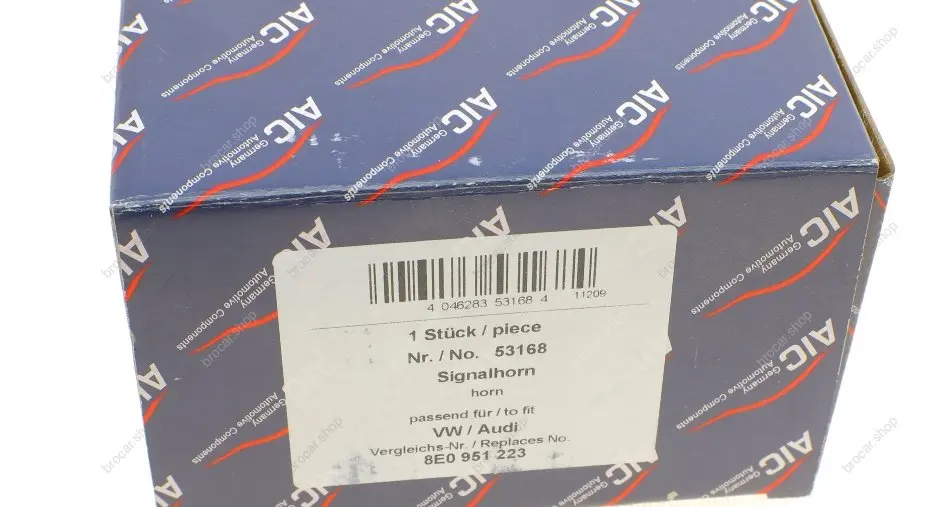 AIC
Germany
Automotive Components
brocar.shop
4 046283 53168 4 11209
1 Stück / piece
Nr. / No. 53168
Signalhorn
horn
passend für / to fit
VW / Audi
Vergleichs-Nr. / Replaces No.
8E0 951 223